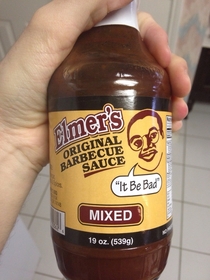 Elmer's
ORIGINAL
BARBECUE
SAUCE
"It Be Bad"
MIXED
19 oz. (539g)